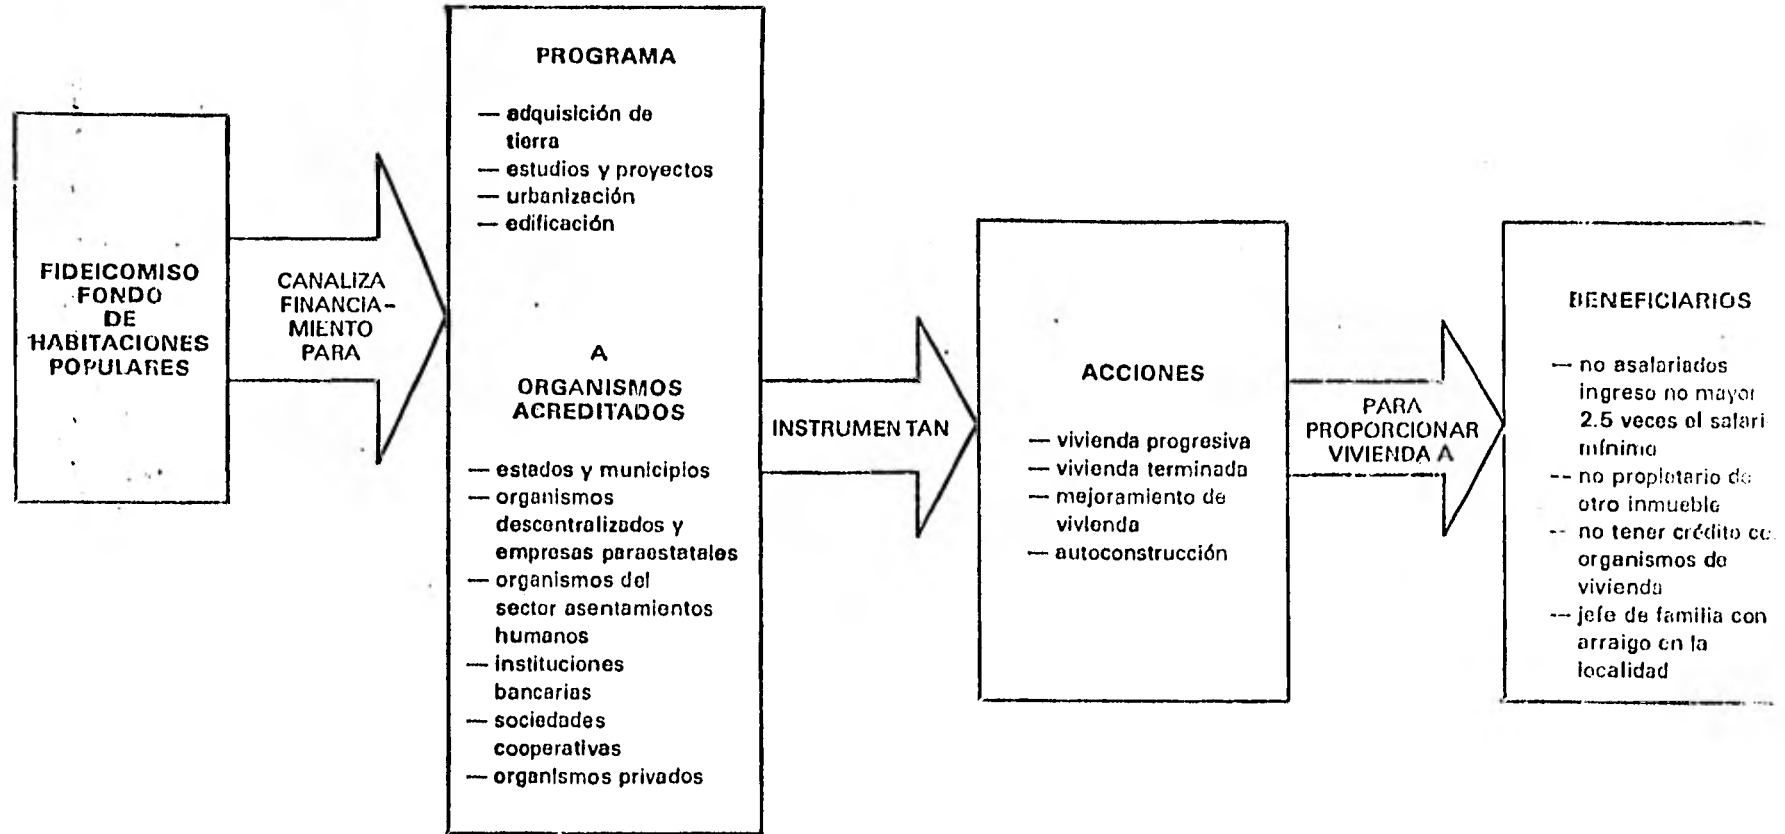 FIDEICOMISO
FONDO
DE
HABITACIONES
POPULARES
CANALIZA
FINANCIA-
MIENTO
PARA
PROGRAMA
— adquisición de
tierra
— estudios y proyectos
— urbanización
— edificación
A
ORGANISMOS
ACREDITADOS
— estados y municipios
— organismos
descentralizados y
empresas paraestatales
— organismos del
sector asentamientos
humanos
— instituciones
bancarias
— sociedades
cooperativas
— organismos privados
INSTRUMENTAN
ACCIONES
— vivienda progresiva
— vivienda terminada
— mejoramiento de
vivienda
— autoconstrucción
PARA
PROPORCIONAR
VIVIENDA A
BENEFICIARIOS
— no asalariados
ingreso no mayor
2.5 veces el salari
mínimo
-- no propietario de
otro inmueble
-- no tener crédito
organismos de
vivienda
-- jefe de familia con
arraigo en la
localidad